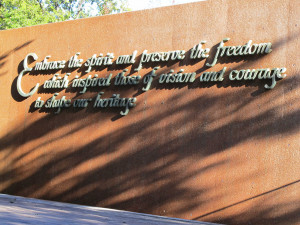 Embrace the spirit and preserve the freedom
which inspired those of vision and courage
to shape our heritage.